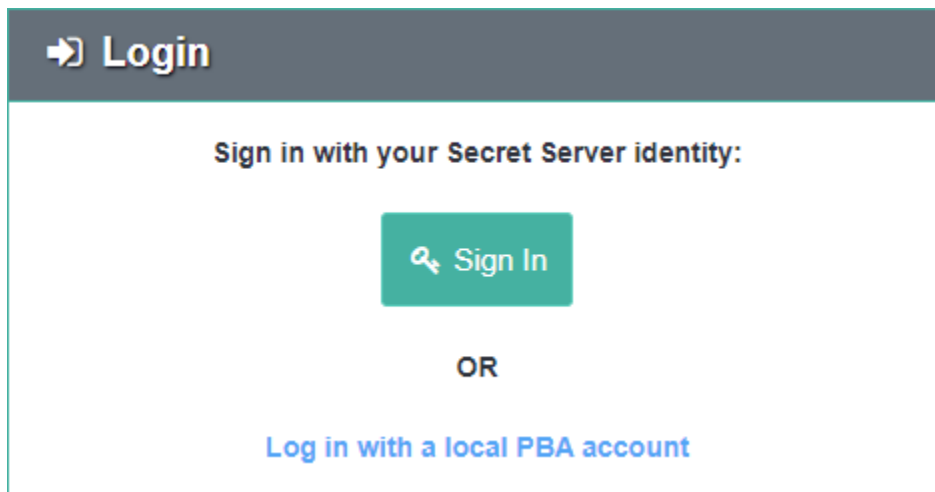 Login
Sign in with your Secret Server identity:
Sign In
OR
Log in with a local PBA account